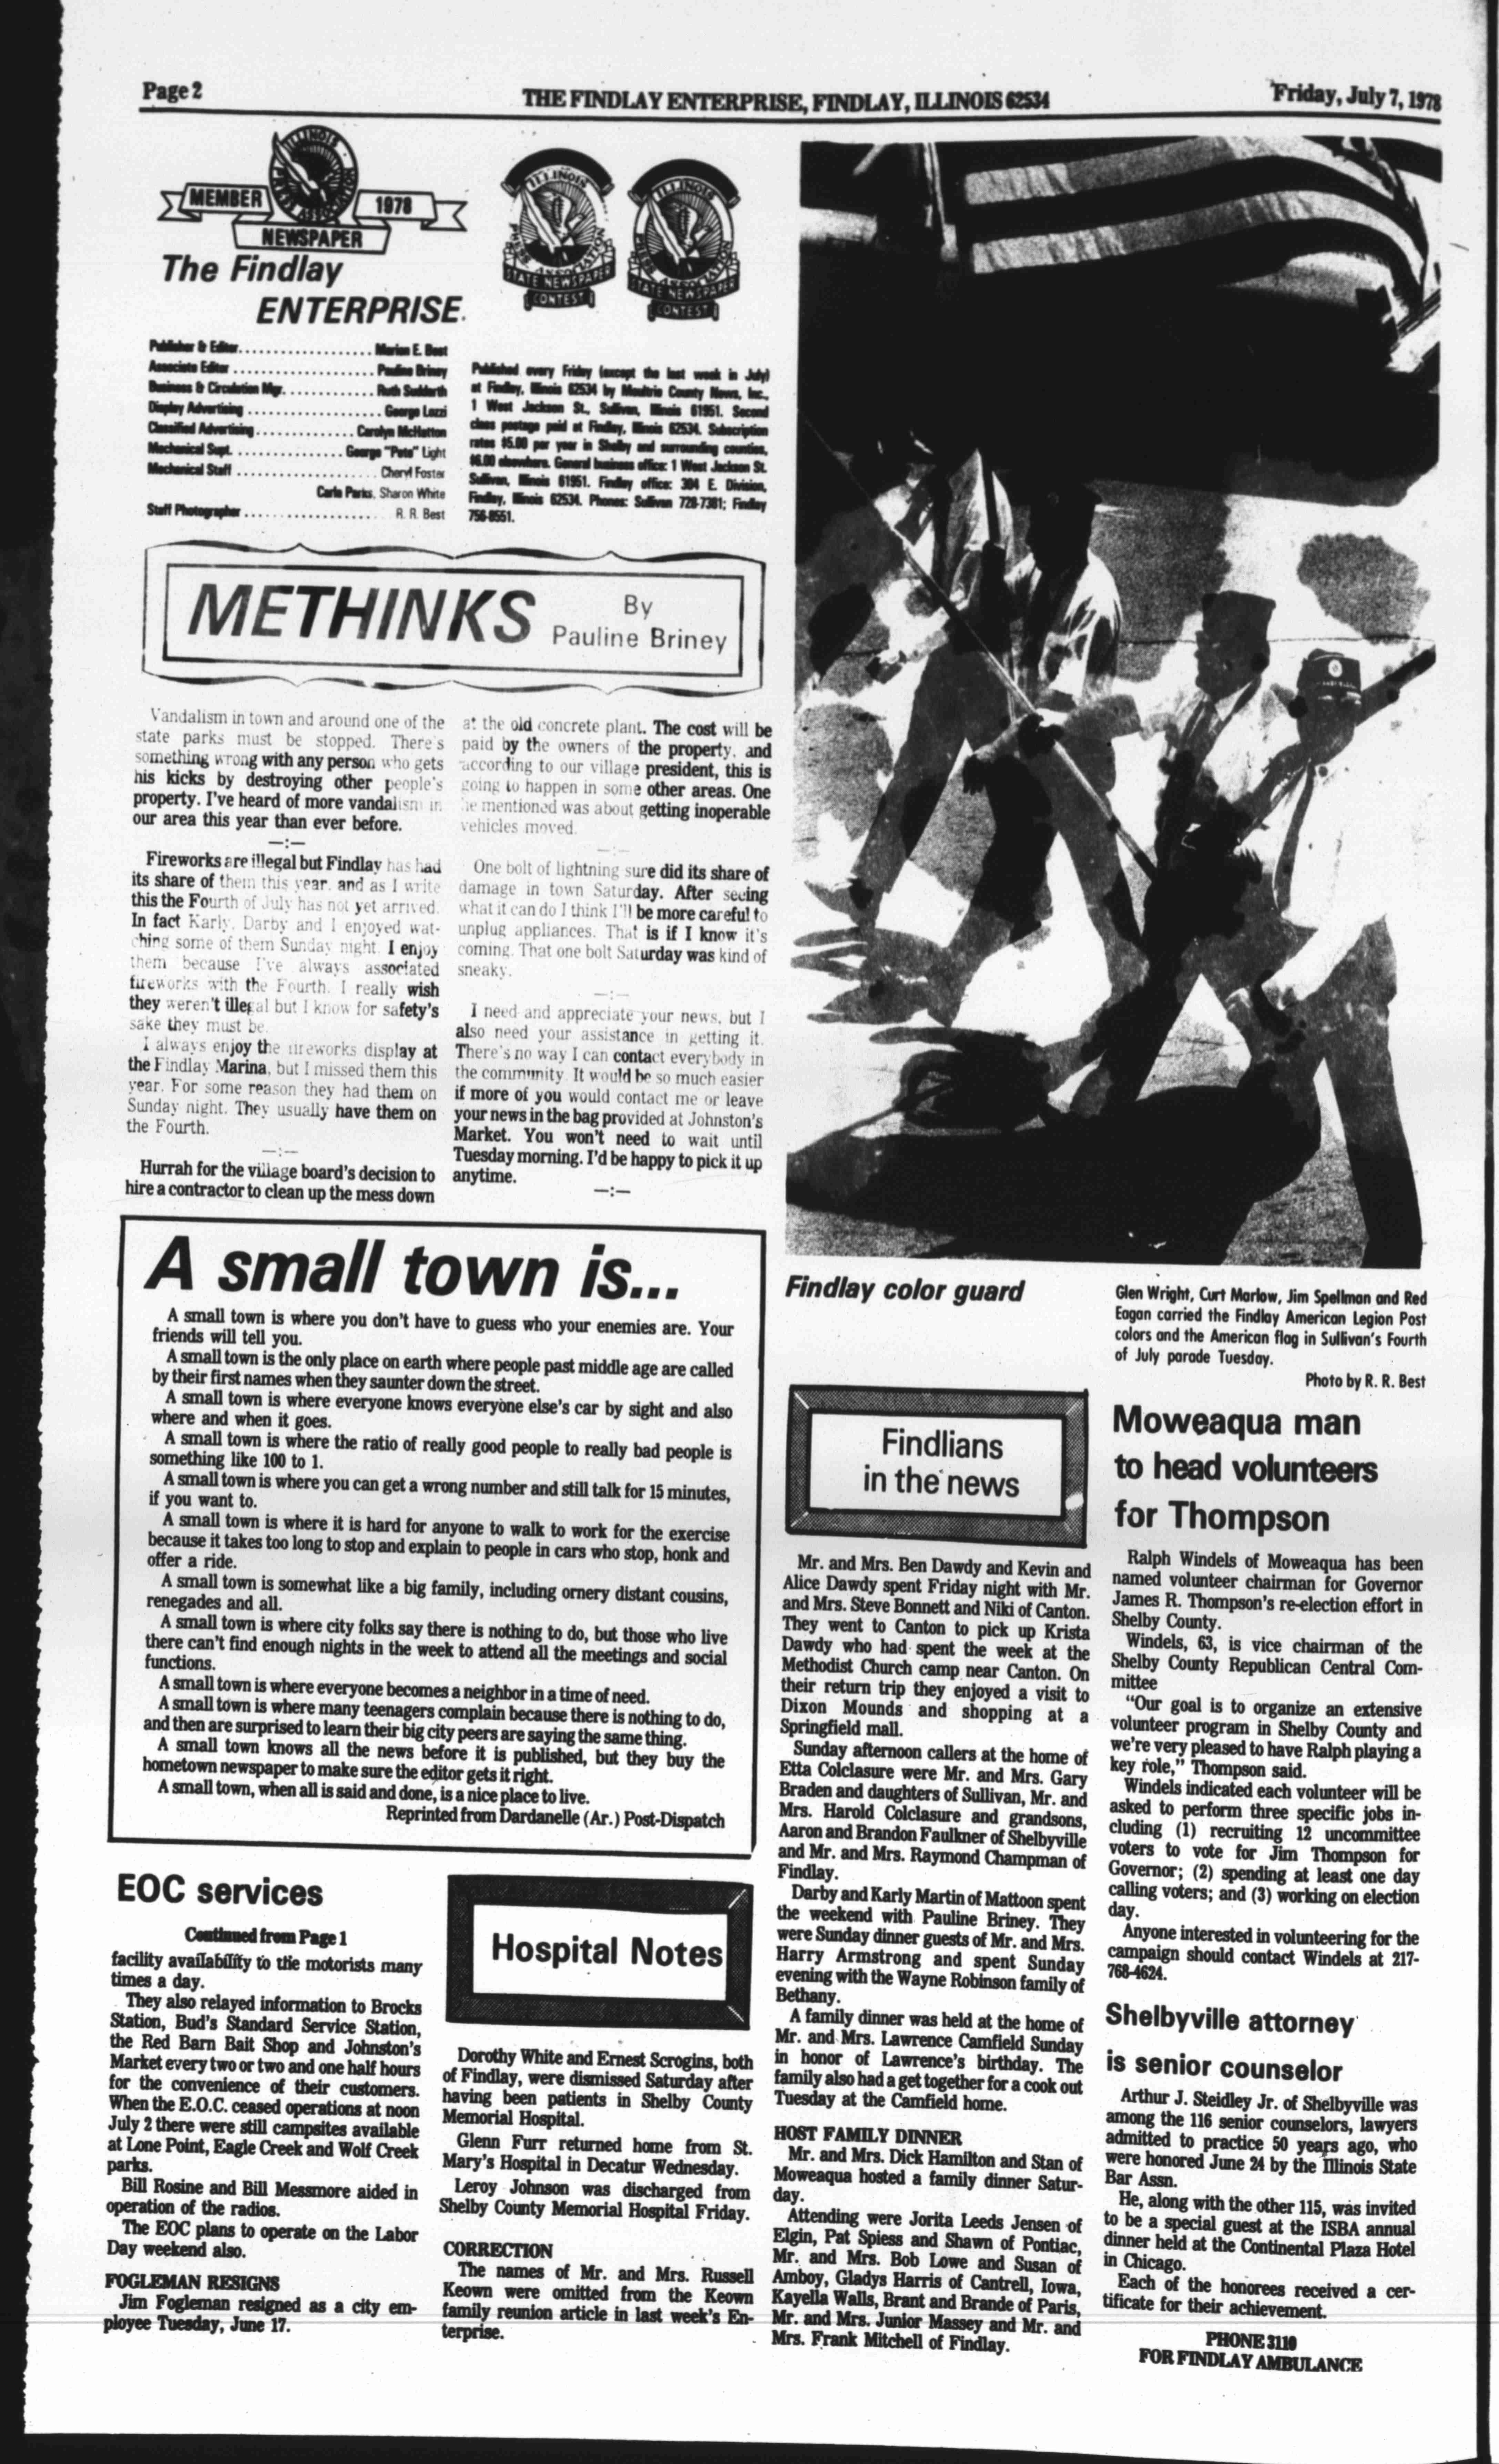 Page 2
THE FINDLAY ENTERPRISE, FINDLAY, ILLINOIS 62534
Friday, July 7, 1978
ILLINOIS
PRESS ASSOCIATION
MEMBER
1978
NEWSPAPER
The Findlay
ENTERPRISE.
ILLINOIS
PRESS ASSOCIATION
STATE NEWSPAPER
CONTEST
ILLINOIS
PRESS ASSOCIATION
STATE NEWSPAPER
CONTEST
Publisher & Editor................... Marion E. Best
Associate Editor ..................... Pauline Briney
Business & Circulation Mgr. ............ Ruth Suddarth
Display Advertising .................... George Lazzi
Classified Advertising.............. Carolyn McHatton
Mechanical Supt. ................ George "Pete" Light
Mechanical Staff ..................... Cheryl Foster
Carla Parks, Sharon White
Staff Photographer .................... R. R. Best
Published every Friday (except the last week in July)
at Findlay, Illinois 62534 by Moultrie County News, Inc.,
1 West Jackson St., Sullivan, Illinois 61951. Second
class postage paid at Findlay, Illinois 62534. Subscription
rates $5.00 per year in Shelby and surrounding counties,
$6.00 elsewhere. General business office: 1 West Jackson St.
Sullivan, Illinois 61951. Findlay office: 304 E. Division,
Findlay, Illinois 62534. Phones: Sullivan 728-7381; Findlay
756-8551.
METHINKS
By
Pauline Briney
Vandalism in town and around one of the
state parks must be stopped. There's
something wrong with any person who gets
his kicks by destroying other people's
property. I've heard of more vandalism in
our area this year than ever before.
—:—
Fireworks are illegal but Findlay has had
its share of them this year. and as I write
this the Fourth of July has not yet arrived.
In fact Karly, Darby and I enjoyed wat-
ching some of them Sunday night. I enjoy
them because I've always associated
fireworks with the Fourth. I really wish
they weren't illegal but I know for safety's
sake they must be.
I always enjoy the fireworks display at
the Findlay Marina, but I missed them this
year. For some reason they had them on
Sunday night. They usually have them on
the Fourth.
—:—
Hurrah for the village board's decision to
hire a contractor to clean up the mess down
at the old concrete plant. The cost will be
paid by the owners of the property, and
according to our village president, this is
going to happen in some other areas. One
he mentioned was about getting inoperable
vehicles moved.
—:—
One bolt of lightning sure did its share of
damage in town Saturday. After seeing
what it can do I think I'll be more careful to
unplug appliances. That is if I know it's
coming. That one bolt Saturday was kind of
sneaky.
—:—
I need and appreciate your news, but I
also need your assistance in getting it.
There's no way I can contact everybody in
the community. It would be so much easier
if more of you would contact me or leave
your news in the bag provided at Johnston's
Market. You won't need to wait until
Tuesday morning. I'd be happy to pick it up
anytime.
—:—
A small town is...
A small town is where you don't have to guess who your enemies are. Your
friends will tell you.
A small town is the only place on earth where people past middle age are called
by their first names when they saunter down the street.
A small town is where everyone knows everyone else's car by sight and also
where and when it goes.
A small town is where the ratio of really good people to really bad people is
something like 100 to 1.
A small town is where you can get a wrong number and still talk for 15 minutes,
if you want to.
A small town is where it is hard for anyone to walk to work for the exercise
because it takes too long to stop and explain to people in cars who stop, honk and
offer a ride.
A small town is somewhat like a big family, including ornery distant cousins,
renegades and all.
A small town is where city folks say there is nothing to do, but those who live
there can't find enough nights in the week to attend all the meetings and social
functions.
A small town is where everyone becomes a neighbor in a time of need.
A small town is where many teenagers complain because there is nothing to do,
and then are surprised to learn their big city peers are saying the same thing.
A small town knows all the news before it is published, but they buy the
hometown newspaper to make sure the editor gets it right.
A small town, when all is said and done, is a nice place to live.
Reprinted from Dardanelle (Ar.) Post-Dispatch
EOC services
Continued from Page 1
facility availability to the motorists many
times a day.
They also relayed information to Brocks
Station, Bud's Standard Service Station,
the Red Barn Bait Shop and Johnston's
Market every two or two and one half hours
for the convenience of their customers.
When the E.O.C. ceased operations at noon
July 2 there were still campsites available
at Lone Point, Eagle Creek and Wolf Creek
parks.
Bill Rosine and Bill Messmore aided in
operation of the radios.
The EOC plans to operate on the Labor
Day weekend also.
FOGLEMAN RESIGNS
Jim Fogleman resigned as a city em-
ployee Tuesday, June 17.
Hospital Notes
Dorothy White and Ernest Scrogins, both
of Findlay, were dismissed Saturday after
having been patients in Shelby County
Memorial Hospital.
Glenn Furr returned home from St.
Mary's Hospital in Decatur Wednesday.
Leroy Johnson was discharged from
Shelby County Memorial Hospital Friday.
CORRECTION
The names of Mr. and Mrs. Russell
Keown were omitted from the Keown
family reunion article in last week's En-
terprise.
Findlay color guard
Glen Wright, Curt Marlow, Jim Spellman and Red
Eagan carried the Findlay American Legion Post
colors and the American flag in Sullivan's Fourth
of July parade Tuesday.
Photo by R. R. Best
Findlians
in the news
Mr. and Mrs. Ben Dawdy and Kevin and
Alice Dawdy spent Friday night with Mr.
and Mrs. Steve Bonnett and Niki of Canton.
They went to Canton to pick up Krista
Dawdy who had spent the week at the
Methodist Church camp near Canton. On
their return trip they enjoyed a visit to
Dixon Mounds and shopping at a
Springfield mall.
Sunday afternoon callers at the home of
Etta Colclasure were Mr. and Mrs. Gary
Braden and daughters of Sullivan, Mr. and
Mrs. Harold Colclasure and grandsons,
Aaron and Brandon Faulkner of Shelbyville
and Mr. and Mrs. Raymond Champman of
Findlay.
Darby and Karly Martin of Mattoon spent
the weekend with Pauline Briney. They
were Sunday dinner guests of Mr. and Mrs.
Harry Armstrong and spent Sunday
evening with the Wayne Robinson family of
Bethany.
A family dinner was held at the home of
Mr. and Mrs. Lawrence Camfield Sunday
in honor of Lawrence's birthday. The
family also had a get together for a cook out
Tuesday at the Camfield home.
HOST FAMILY DINNER
Mr. and Mrs. Dick Hamilton and Stan of
Moweaqua hosted a family dinner Satur-
day.
Attending were Jorita Leeds Jensen of
Elgin, Pat Spiess and Shawn of Pontiac,
Mr. and Mrs. Bob Lowe and Susan of
Amboy, Gladys Harris of Cantrell, Iowa,
Kayella Walls, Brant and Brande of Paris,
Mr. and Mrs. Junior Massey and Mr. and
Mrs. Frank Mitchell of Findlay.
Moweaqua man
to head volunteers
for Thompson
Ralph Windels of Moweaqua has been
named volunteer chairman for Governor
James R. Thompson's re-election effort in
Shelby County.
Windels, 63, is vice chairman of the
Shelby County Republican Central Com-
mittee
"Our goal is to organize an extensive
volunteer program in Shelby County and
we're very pleased to have Ralph playing a
key role," Thompson said.
Windels indicated each volunteer will be
asked to perform three specific jobs in-
cluding (1) recruiting 12 uncommittee
voters to vote for Jim Thompson for
Governor; (2) spending at least one day
calling voters; and (3) working on election
day.
Anyone interested in volunteering for the
campaign should contact Windels at 217-
768-4624.
Shelbyville attorney
is senior counselor
Arthur J. Steidley Jr. of Shelbyville was
among the 116 senior counselors, lawyers
admitted to practice 50 years ago, who
were honored June 24 by the Illinois State
Bar Assn.
He, along with the other 115, was invited
to be a special guest at the ISBA annual
dinner held at the Continental Plaza Hotel
in Chicago.
Each of the honorees received a cer-
tificate for their achievement.
PHONE 3110
FOR FINDLAY AMBULANCE